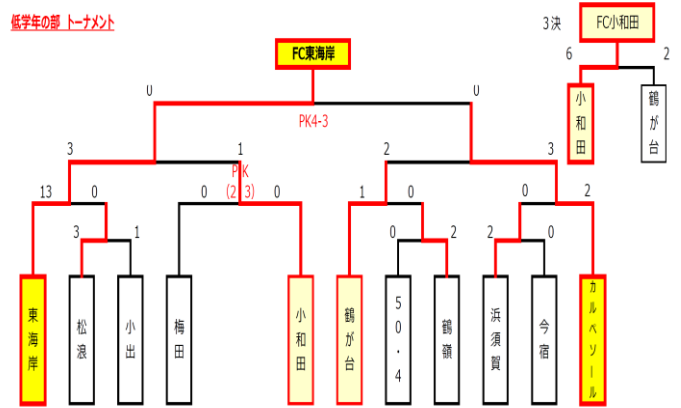 低学年の部 トーナメント
3決
FC小和田
6
2
小和田
鶴が台
FC東海岸
0
0
PK4-3
3
1
2
3
PK
(2 3)
13
0
0
0
1
0
0
2
3
1
0
2
2
0
東海岸
松浪
小出
梅田
小和田
鶴が台
50・4
鶴嶺
浜須賀
今宿
カルペソール